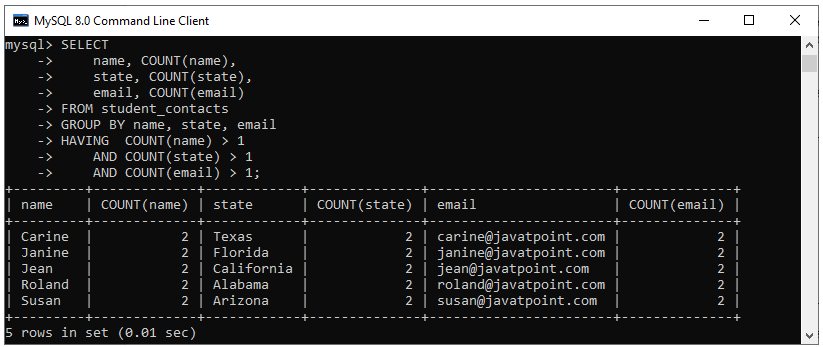 MySQL 8.0 Command Line Client
mysql> SELECT
    ->     name, COUNT(name),
    ->     state, COUNT(state),
    ->     email, COUNT(email)
    -> FROM student_contacts
    -> GROUP BY name, state, email
    -> HAVING  COUNT(name) > 1
    ->     AND COUNT(state) > 1
    ->     AND COUNT(email) > 1;
+---------+-------------+------------+--------------+-----------------------+--------------+
| name    | COUNT(name) | state      | COUNT(state) | email                 | COUNT(email) |
+---------+-------------+------------+--------------+-----------------------+--------------+
| Carine  |           2 | Texas      |            2 | carine@javatpoint.com |            2 |
| Janine  |           2 | Florida    |            2 | janine@javatpoint.com |            2 |
| Jean    |           2 | California |            2 | jean@javatpoint.com   |            2 |
| Roland  |           2 | Alabama    |            2 | roland@javatpoint.com |            2 |
| Susan   |           2 | Arizona    |            2 | susan@javatpoint.com  |            2 |
+---------+-------------+------------+--------------+-----------------------+--------------+
5 rows in set (0.01 sec)